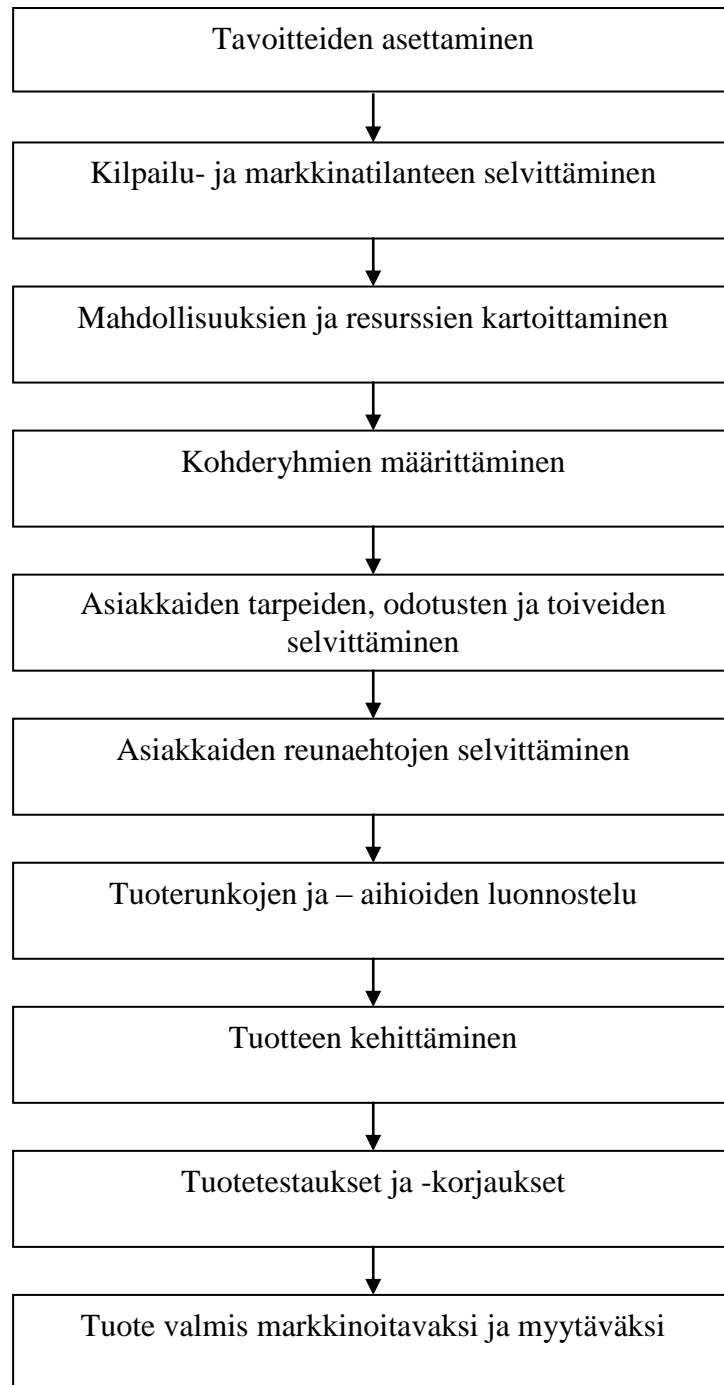 Tavoitteiden asettaminen
Kilpailu- ja markkinatilanteen selvittäminen
Mahdollisuuksien ja resurssien kartoittaminen
Kohderyhmien määrittäminen
Asiakkaiden tarpeiden, odotusten ja toiveiden
selvittäminen
Asiakkaiden reunaehtojen selvittäminen
Tuoterunkojen ja – aihioiden luonnostelu
Tuotteen kehittäminen
Tuotetestaukset ja -korjaukset
Tuote valmis markkinoitavaksi ja myytäväksi